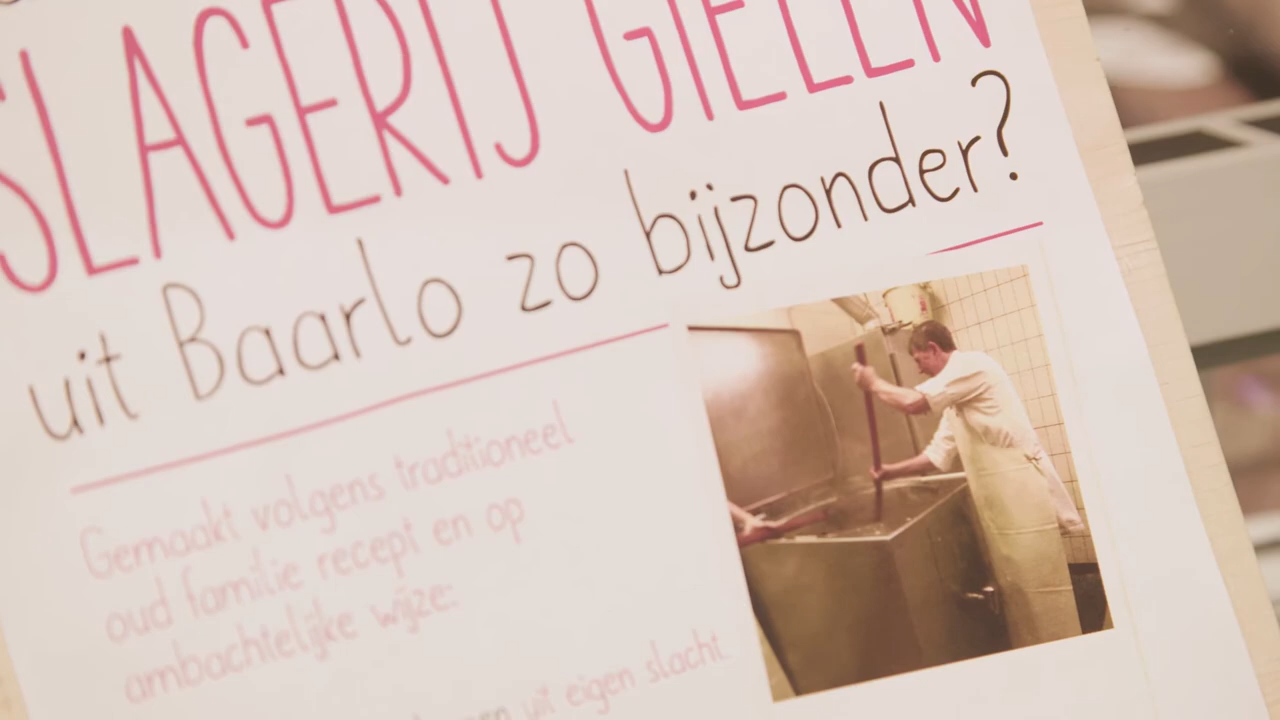 SLAGERIJ GIELEN
uit Baarlo zo bijzonder?
Gemaakt volgens traditioneel
oud familie recept en op
ambachtelijke wijze:
uit eigen slacht.